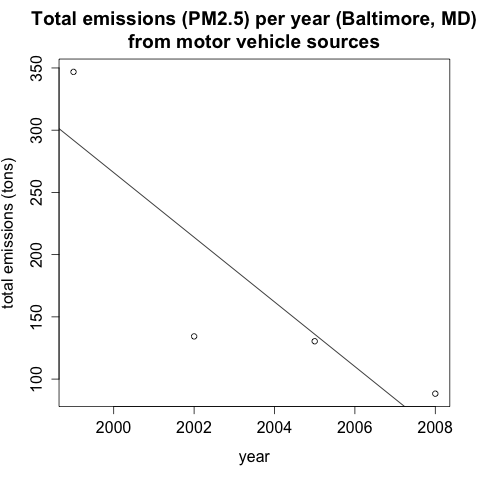 Total emissions (PM2.5) per year (Baltimore, MD)
from motor vehicle sources
total emissions (tons)
350
300
250
200
150
100
2000
2002
2004
2006
2008
year